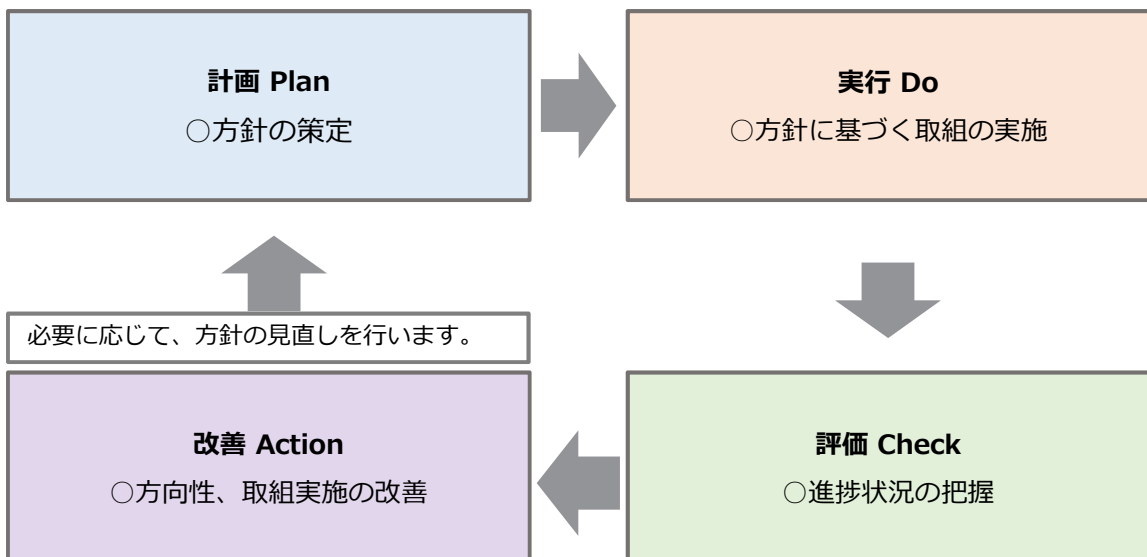 計画 Plan
○方針の策定
実行 Do
○方針に基づく取組の実施
必要に応じて、方針の見直しを行います。
改善 Action
○方向性、取組実施の改善
評価 Check
○進捗状況の把握